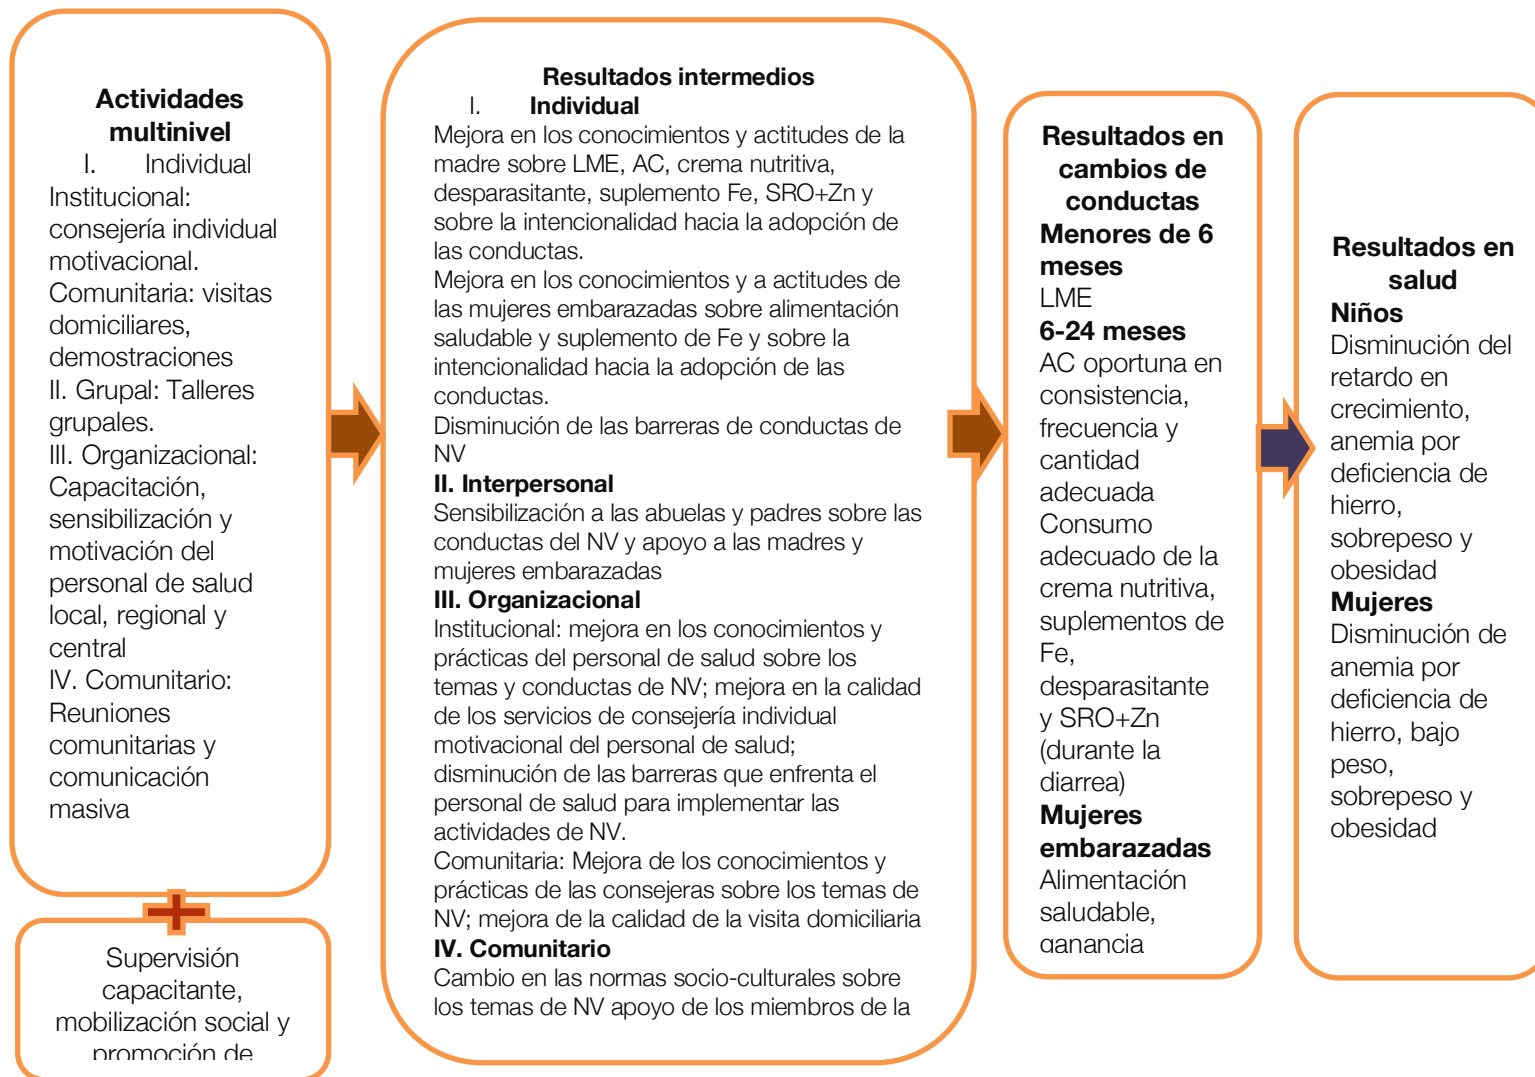 Actividades
multinivel
I. Individual
Institucional:
consejería individual
motivacional.
Comunitaria: visitas
domiciliares,
demostraciones
II. Grupal: Talleres
grupales.
III. Organizacional:
Capacitación,
sensibilización y
motivación del
personal de salud
local, regional y
central
IV. Comunitario:
Reuniones
comunitarias y
comunicación
masiva
Supervisión
capacitante,
mobilización social y
promoción de
Resultados intermedios
I. Individual
Mejora en los conocimientos y actitudes de la
madre sobre LME, AC, crema nutritiva,
desparasitante, suplemento Fe, SRO+Zn y
sobre la intencionalidad hacia la adopción de
las conductas.
Mejora en los conocimientos y a actitudes de
las mujeres embarazadas sobre alimentación
saludable y suplemento de Fe y sobre la
intencionalidad hacia la adopción de las
conductas.
Disminución de las barreras de conductas de
NV
II. Interpersonal
Sensibilización a las abuelas y padres sobre las
conductas del NV y apoyo a las madres y
mujeres embarazadas
III. Organizacional
Institucional: mejora en los conocimientos y
prácticas del personal de salud sobre los
temas y conductas de NV; mejora en la calidad
de los servicios de consejería individual
motivacional del personal de salud;
disminución de las barreras que enfrenta el
personal de salud para implementar las
actividades de NV.
Comunitaria: Mejora de los conocimientos y
prácticas de las consejeras sobre los temas de
NV; mejora de la calidad de la visita domiciliaria
IV. Comunitario
Cambio en las normas socio-culturales sobre
los temas de NV apoyo de los miembros de la
Resultados en
cambios de
conductas
Menores de 6
meses
LME
6-24 meses
AC oportuna en
consistencia,
frecuencia y
cantidad
adecuada
Consumo
adecuado de la
crema nutritiva,
suplementos de
Fe,
desparasitante
y SRO+Zn
(durante la
diarrea)
Mujeres
embarazadas
Alimentación
saludable,
ganancia
Resultados en
salud
Niños
Disminución del
retardo en
crecimiento,
anemia por
deficiencia de
hierro,
sobrepeso y
obesidad
Mujeres
Disminución de
anemia por
deficiencia de
hierro, bajo
peso,
sobrepeso y
obesidad